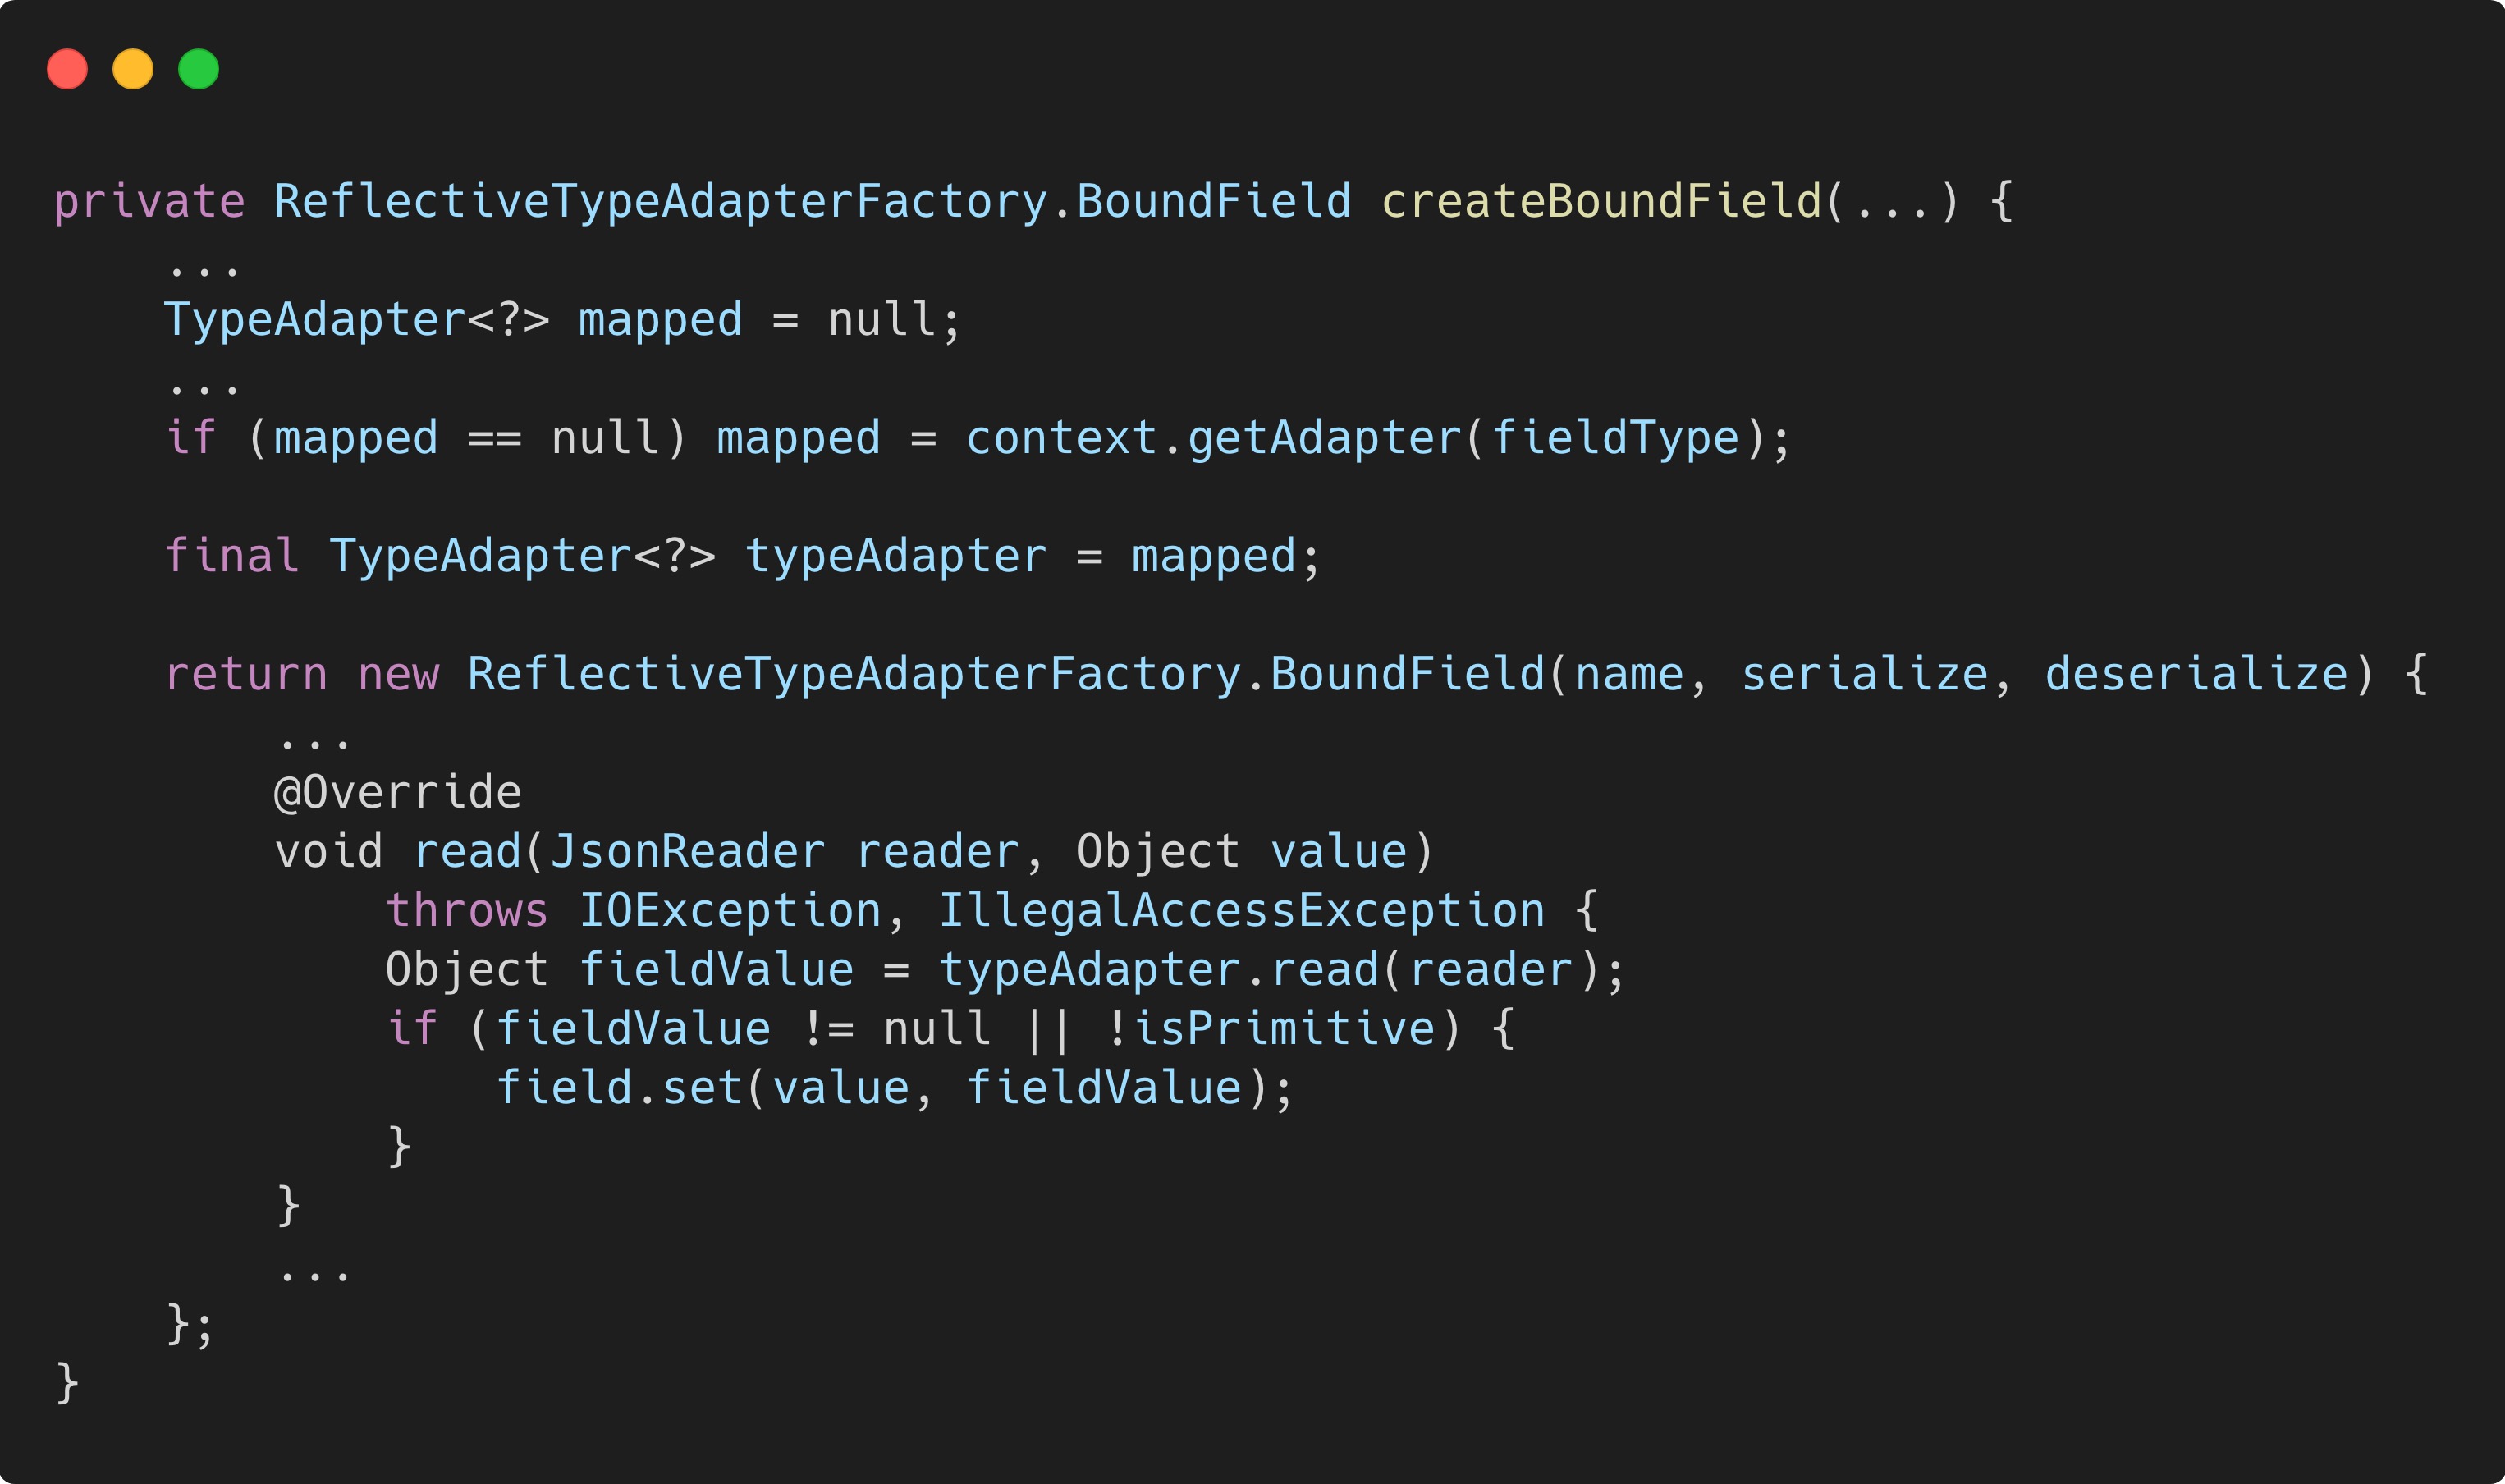 private ReflectiveTypeAdapterFactory.BoundField createBoundField(...) {
    ...
    TypeAdapter<?> mapped = null;
    ...
    if (mapped == null) mapped = context.getAdapter(fieldType);

    final TypeAdapter<?> typeAdapter = mapped;

    return new ReflectiveTypeAdapterFactory.BoundField(name, serialize, deserialize) {
        ...
        @Override
        void read(JsonReader reader, Object value)
            throws IOException, IllegalAccessException {
            Object fieldValue = typeAdapter.read(reader);
            if (fieldValue != null || !isPrimitive) {
                field.set(value, fieldValue);
            }
        }
        ...
    };
}